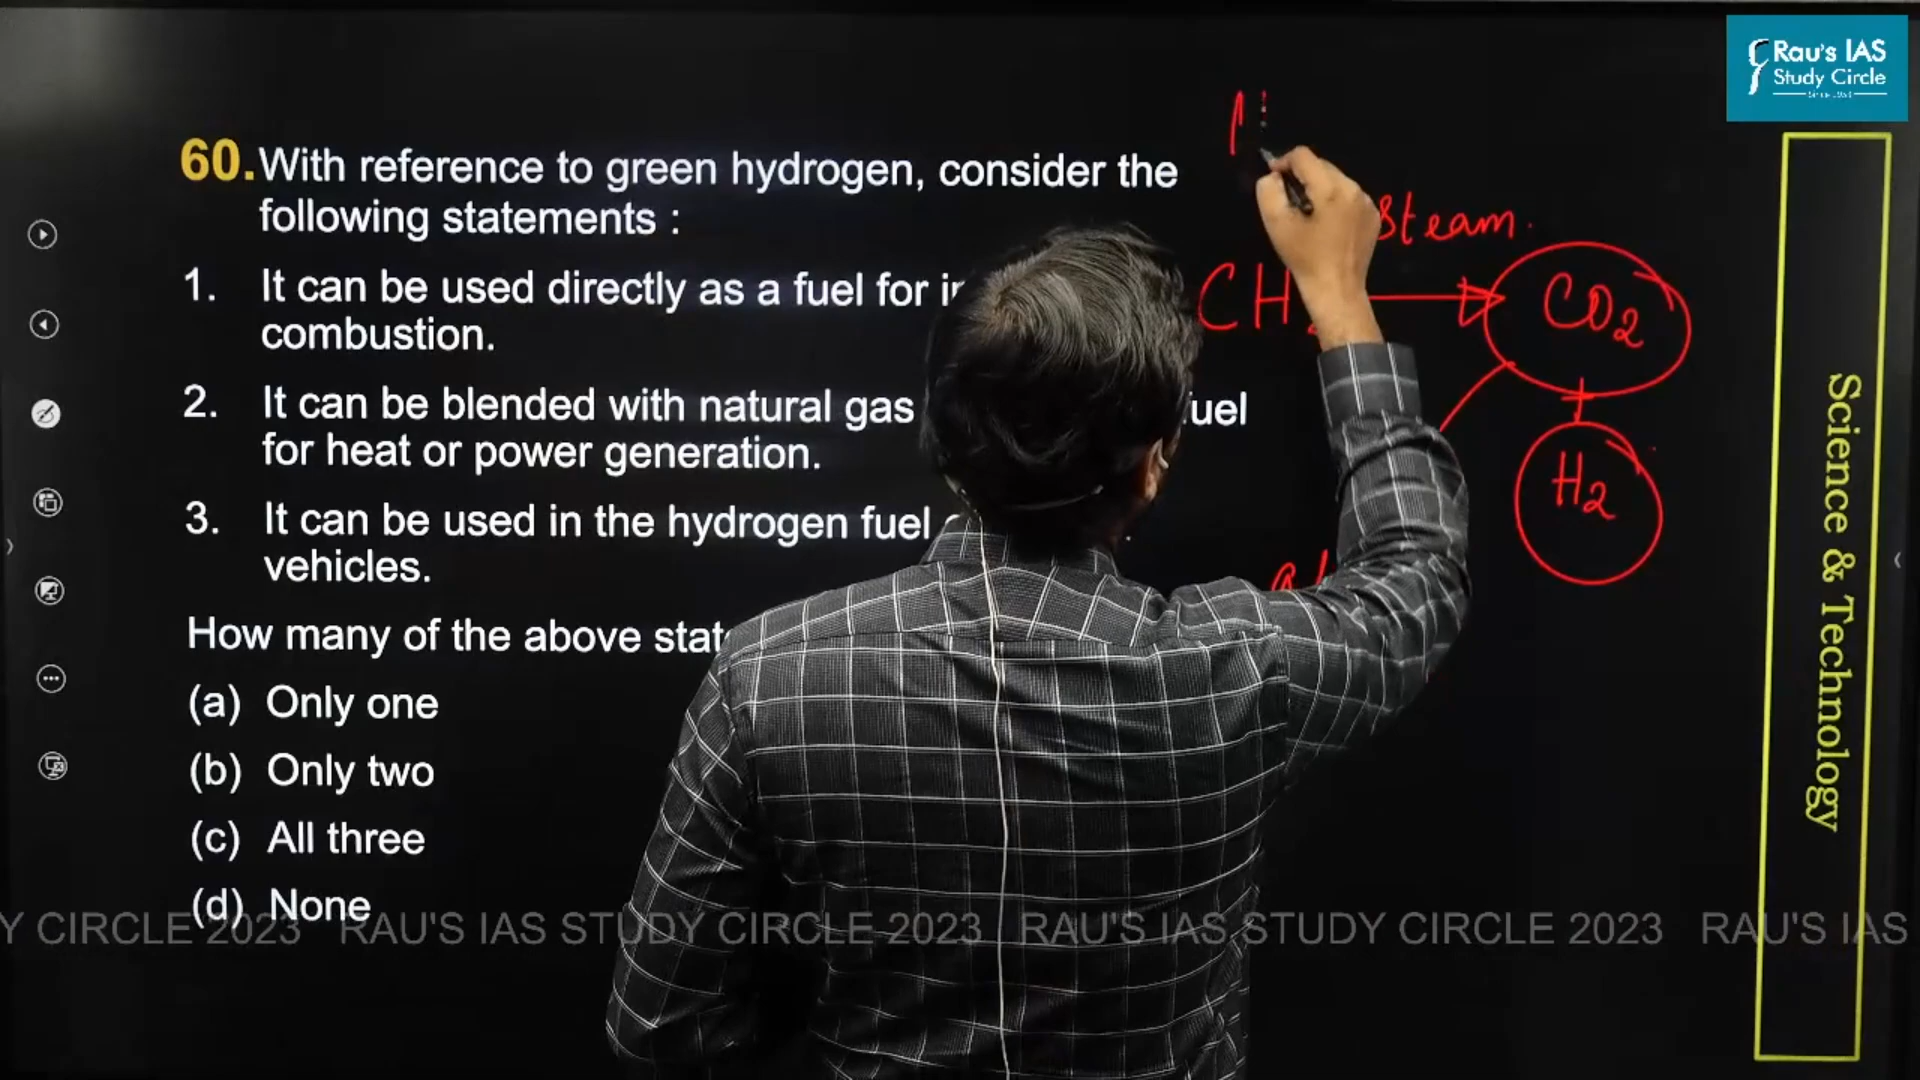 Rau's IAS
Study Circle
60. With reference to green hydrogen, consider the
following statements :
1. It can be used directly as a fuel for
combustion.
2. It can be blended with natural gas
for heat or power generation.
3. It can be used in the hydrogen fuel
vehicles.
How many of the above
(a) Only one
(b) Only two
(c) All three
(d) None
Steam.
CH
CO2
+
H2
Science & Technology
CIRCLE 2023 RAU'S IAS STUDY CIRCLE 2023 RAU'S IAS STUDY CIRCLE 2023 RAU'S IAS